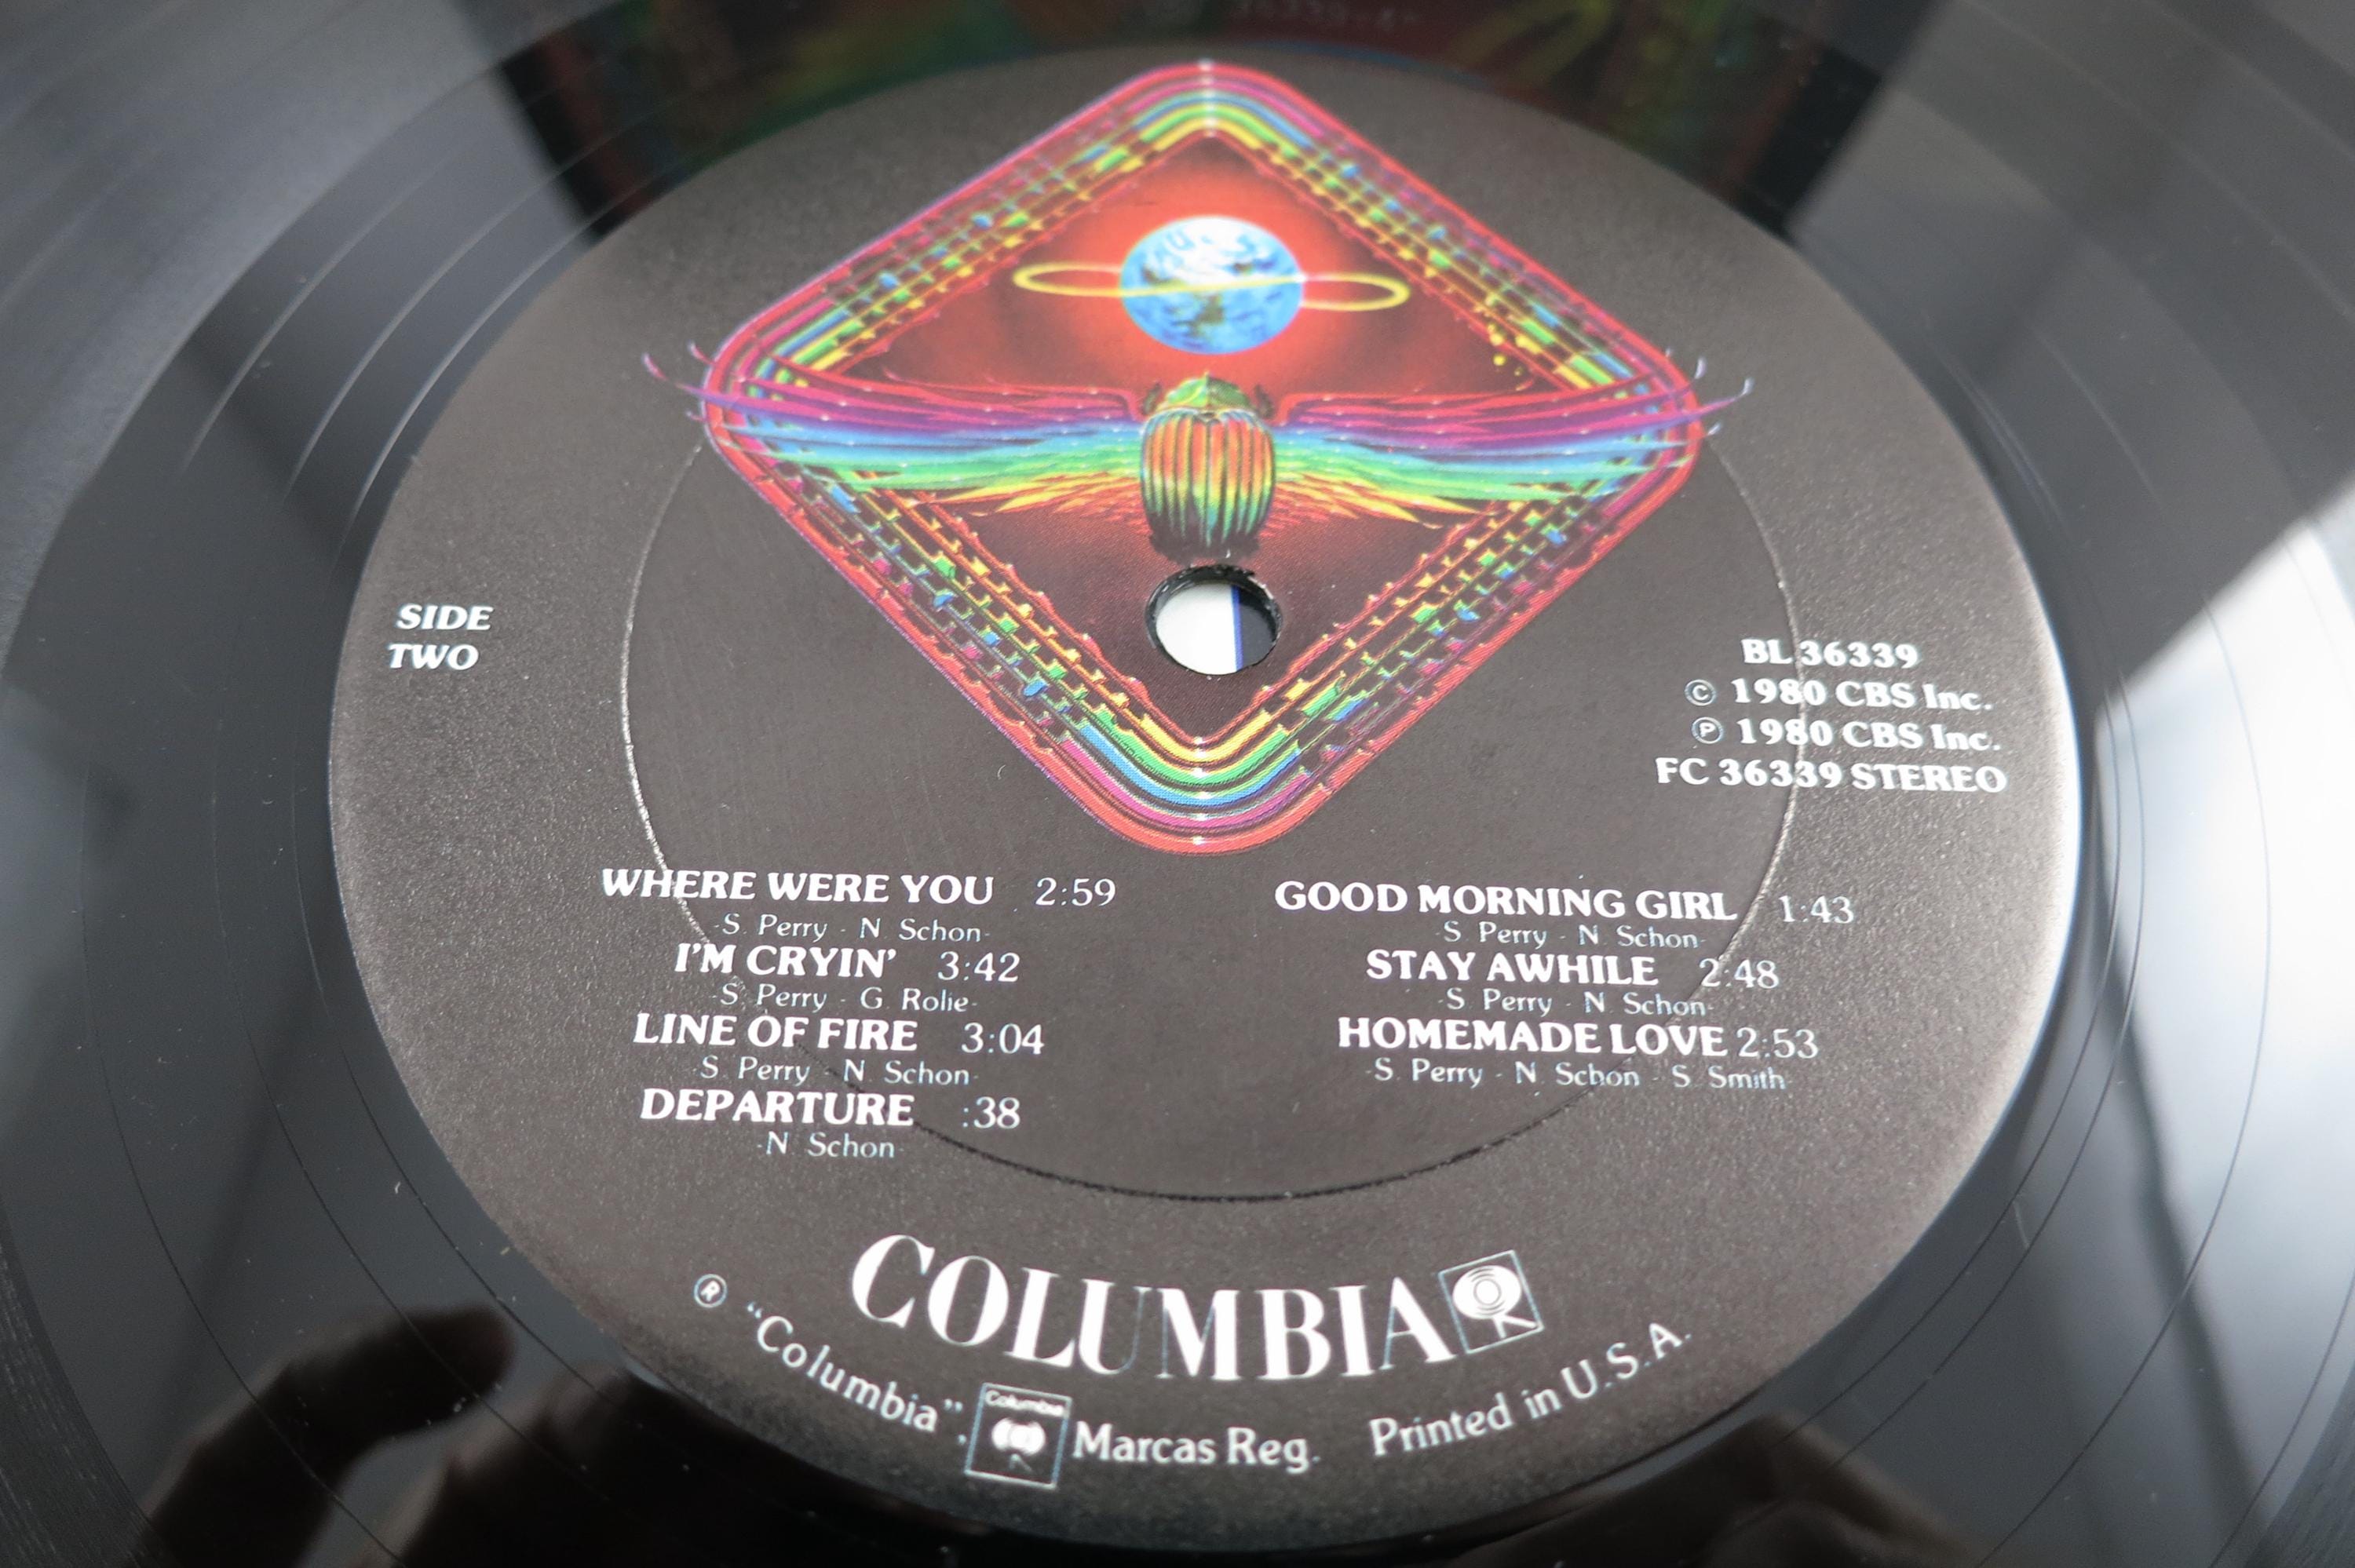 SIDE
TWO
BL 36339
© 1980 CBS Inc.
℗ 1980 CBS Inc.
FC 36339 STEREO
WHERE WERE YOU 2:59
-S. Perry - N. Schon-
I'M CRYIN' 3:42
-S. Perry - G. Rolie-
LINE OF FIRE 3:04
-S. Perry - N. Schon-
DEPARTURE :38
-N. Schon-
GOOD MORNING GIRL 1:43
-S. Perry - N. Schon-
STAY AWHILE 2:48
-S. Perry - N. Schon-
HOMEMADE LOVE 2:53
-S. Perry - N. Schon - S. Smith-
COLUMBIA
® "Columbia", Columbia Marcas Reg. Printed in U.S.A.